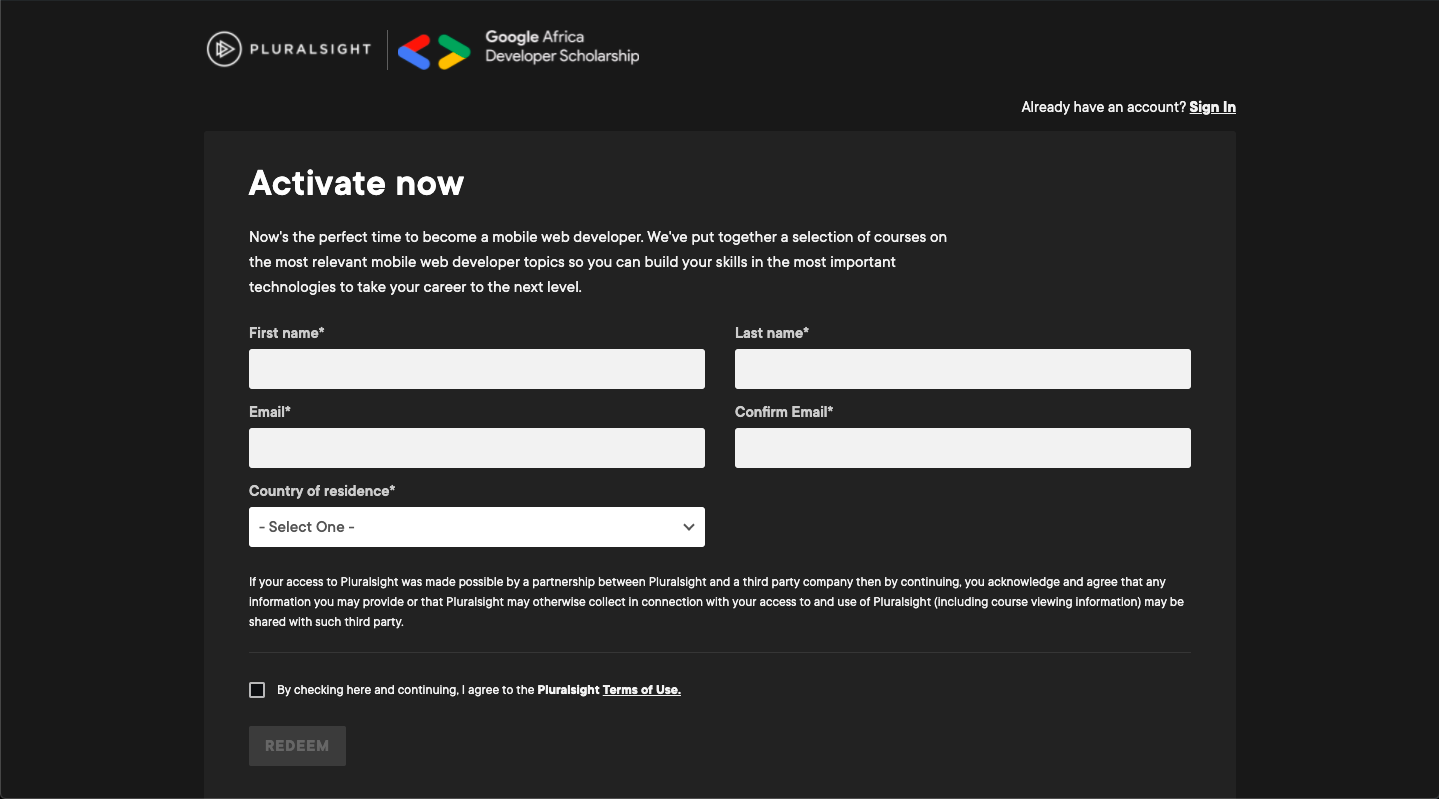 PLURALSIGHT
Google Africa
Developer Scholarship
Already have an account? Sign In
Activate now
Now's the perfect time to become a mobile web developer. We've put together a selection of courses on
the most relevant mobile web developer topics so you can build your skills in the most important
technologies to take your career to the next level.
First name*
Last name*
Email*
Confirm Email*
Country of residence*
- Select One -
If your access to Pluralsight was made possible by a partnership between Pluralsight and a third party company then by continuing, you acknowledge and agree that any
information you may provide or that Pluralsight may otherwise collect in connection with your access to and use of Pluralsight (including course viewing information) may be
shared with such third party.
By checking here and continuing, I agree to the Pluralsight Terms of Use.
REDEEM